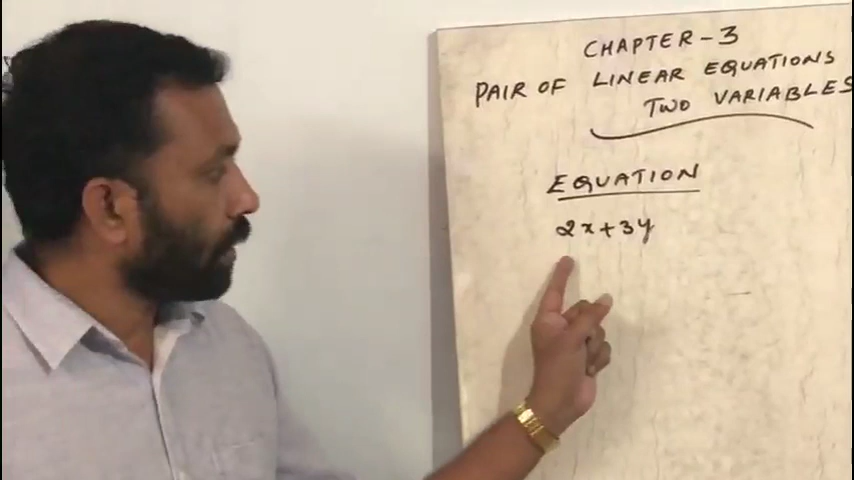 CHAPTER-3
PAIR OF LINEAR EQUATIONS
TWO VARIABLES
EQUATION
2x+3y